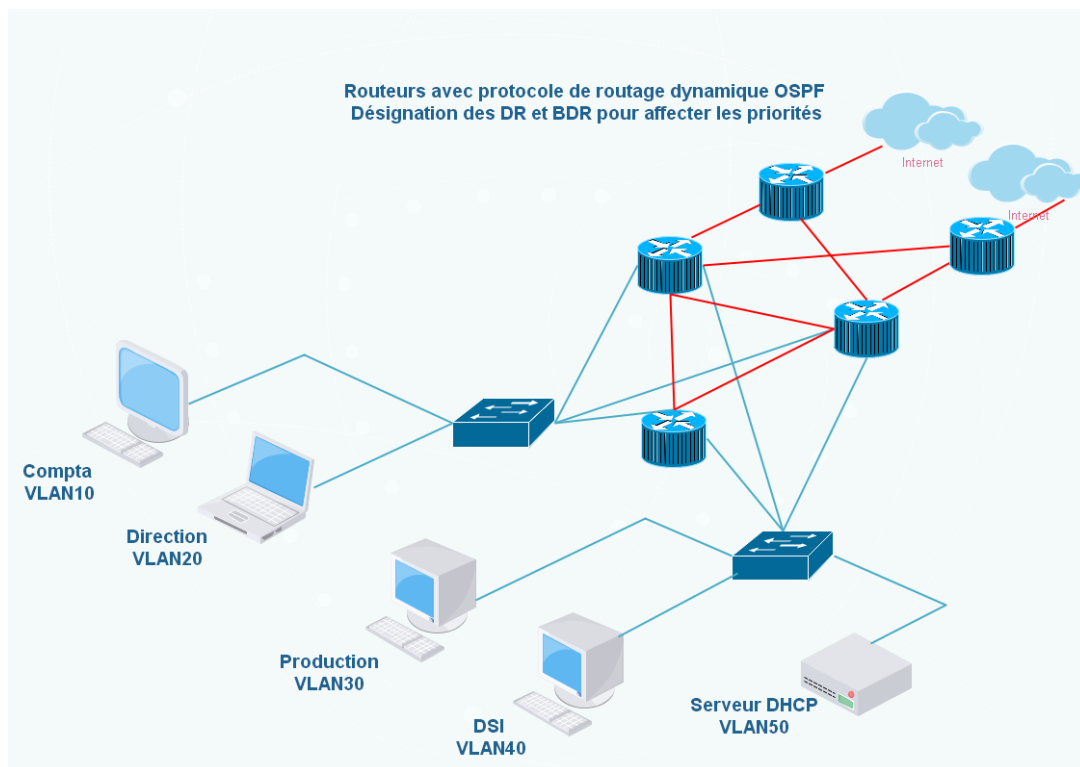 Routeurs avec protocole de routage dynamique OSPF
Désignation des DR et BDR pour affecter les priorités
Internet
Internet
Compta
VLAN10
Direction
VLAN20
Production
VLAN30
DSI
VLAN40
Serveur DHCP
VLAN50